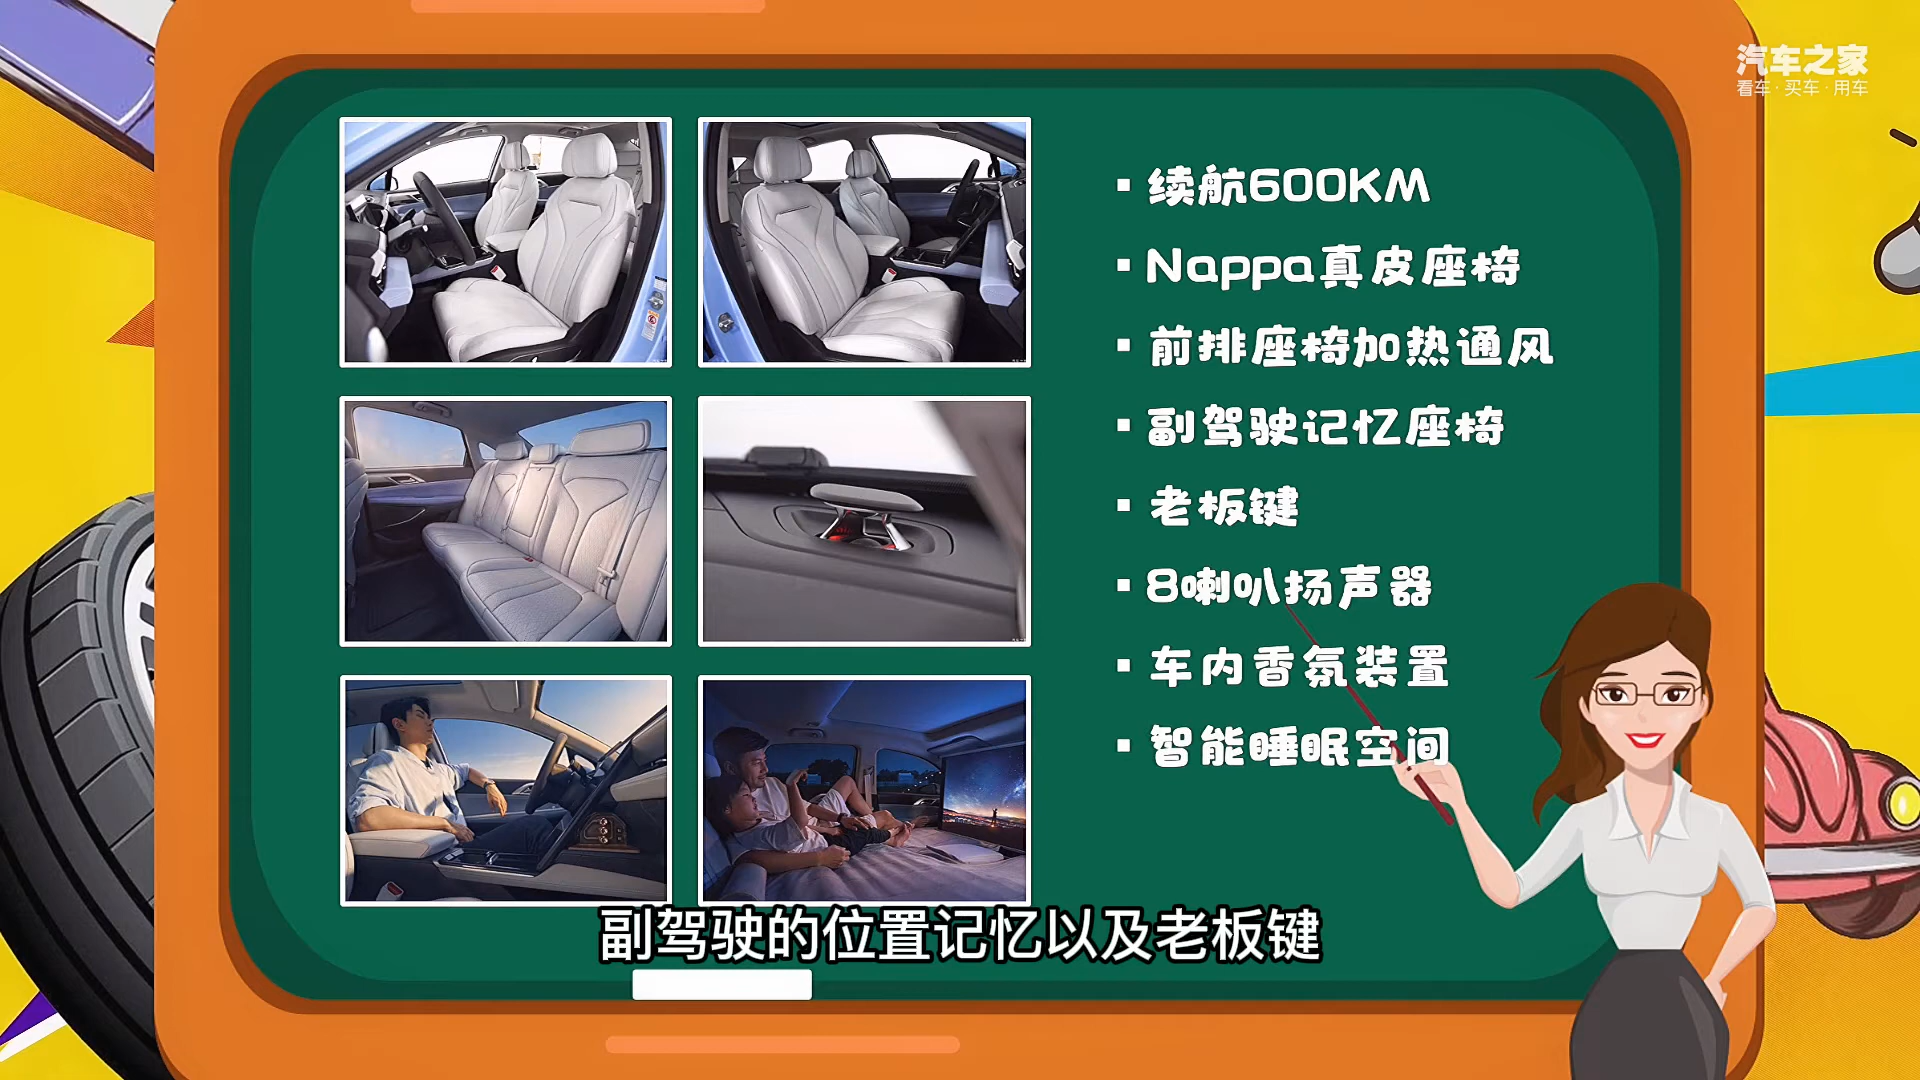 汽车之家
看车·买车·用车
▪ 续航600KM
▪ Nappa真皮座椅
▪ 前排座椅加热通风
▪ 副驾驶记忆座椅
▪ 老板键
▪ 8喇叭扬声器
▪ 车内香氛装置
▪ 智能睡眠空间
副驾驶的位置记忆以及老板键